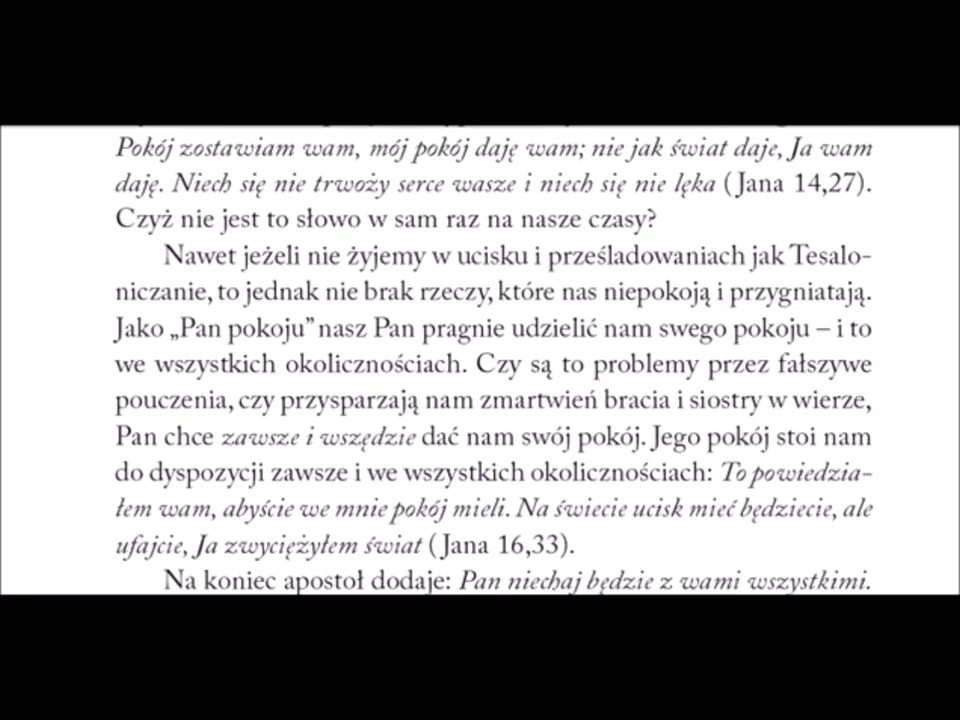 Pokój zostawiam wam, mój pokój daję wam; nie jak świat daje, Ja wam
daję. Niech się nie trwoży serce wasze i niech się nie lęka (Jana 14,27).
Czyż nie jest to słowo w sam raz na nasze czasy?
Nawet jeżeli nie żyjemy w ucisku i prześladowaniach jak Tesalo-
niczanie, to jednak nie brak rzeczy, które nas niepokoją i przygniatają.
Jako „Pan pokoju” nasz Pan pragnie udzielić nam swego pokoju – i to
we wszystkich okolicznościach. Czy są to problemy przez fałszywe
pouczenia, czy przysparzają nam zmartwień bracia i siostry w wierze,
Pan chce zawsze i wszędzie dać nam swój pokój. Jego pokój stoi nam
do dyspozycji zawsze i we wszystkich okolicznościach: To powiedzia-
łem wam, abyście we mnie pokój mieli. Na świecie ucisk mieć będziecie, ale
ufajcie, Ja zwyciężyłem świat (Jana 16,33).
Na koniec apostoł dodaje: Pan niechaj będzie z wami wszystkimi.